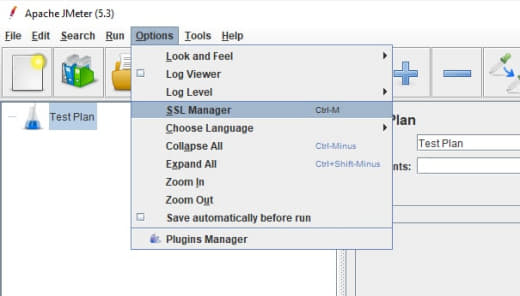 Apache JMeter (5.3)
File Edit Search Run Options Tools Help
Look and Feel
Log Viewer
Log Level
SSL Manager Ctrl-M
Choose Language
Collapse All Ctrl-Minus
Expand All Ctrl+Shift-Minus
Zoom In
Zoom Out
Save automatically before run
Plugins Manager
Test Plan
Plan
Test Plan
nts: